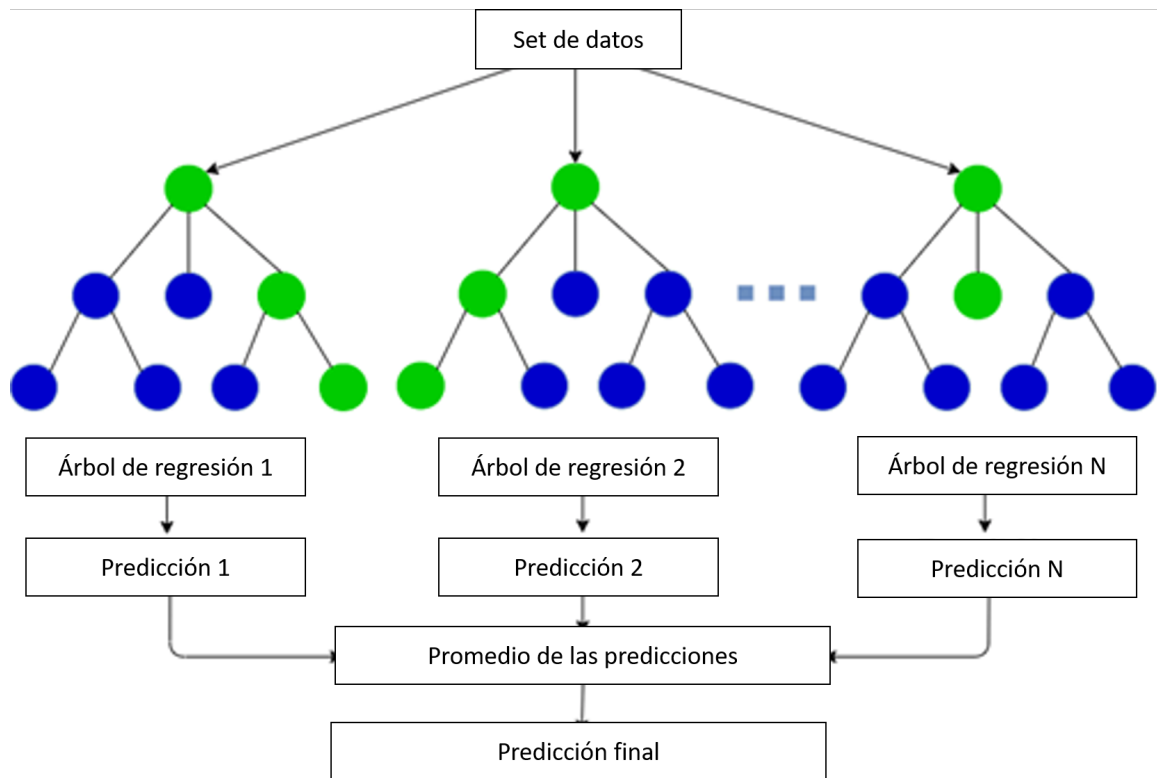 Set de datos
Árbol de regresión 1
Árbol de regresión 2
Árbol de regresión N
Predicción 1
Predicción 2
Predicción N
Promedio de las predicciones
Predicción final